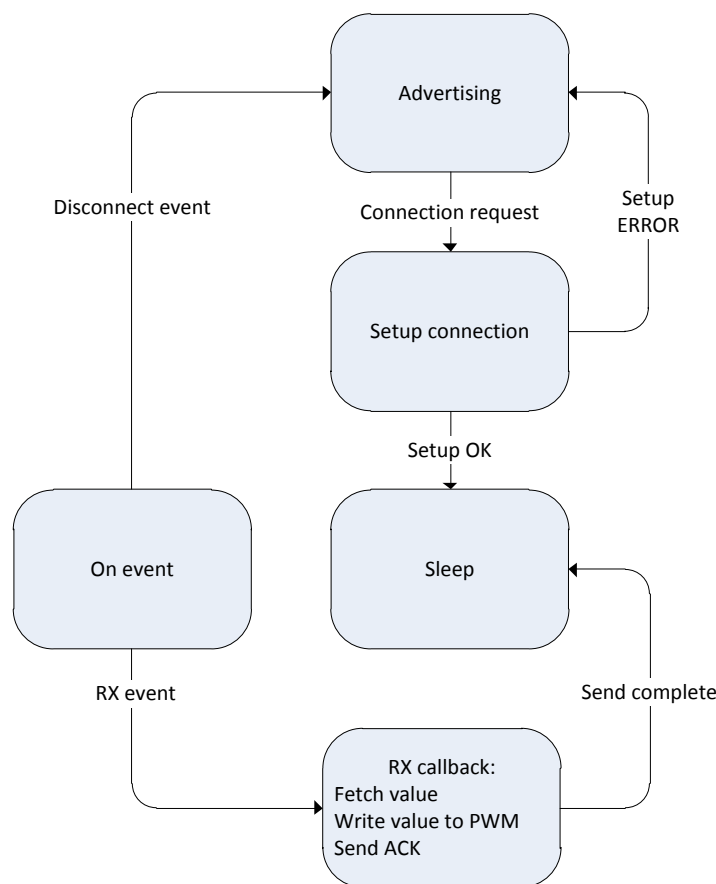 Advertising
Disconnect event
Connection request
Setup
ERROR
Setup connection
Setup OK
On event
Sleep
RX event
Send complete
RX callback:
Fetch value
Write value to PWM
Send ACK